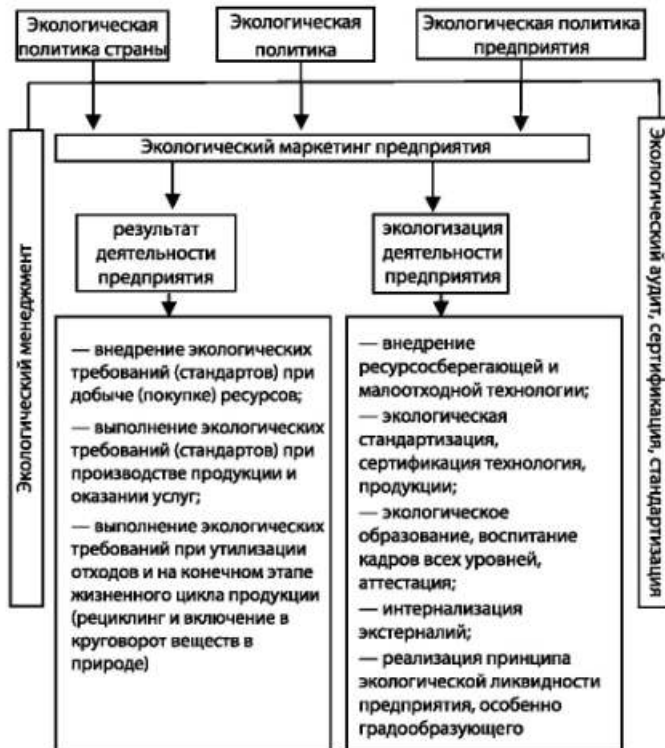 Экологическая
политика страны
Экологическая
политика
Экологическая политика
предприятия
Экологический маркетинг предприятия
Экологический менеджмент
Экологический аудит, сертификация, стандартизация
результат
деятельности
предприятия
экологизация
деятельности
предприятия
— внедрение экологических
требований (стандартов) при
добыче (покупке) ресурсов;
— выполнение экологических
требований (стандартов) при
производстве продукции и
оказании услуг;
— выполнение экологических
требований при утилизации
отходов и на конечном этапе
жизненного цикла продукции
(рециклинг и включение в
круговорот веществ в
природе)
— внедрение
ресурсосберегающей и
малоотходной технологии;
— экологическая
стандартизация,
сертификация технология,
продукции;
— экологическое
образование, воспитание
кадров всех уровней,
аттестация;
— интернализация
экстерналий;
— реализация принципа
экологической ликвидности
предприятия, особенно
градообразующего